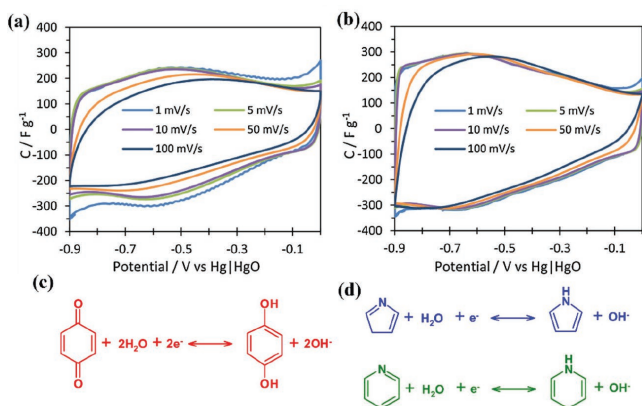 (a)
400
300
200
100
0
-100
-200
-300
-400
C / F g⁻¹
1 mV/s
5 mV/s
10 mV/s
50 mV/s
100 mV/s
-0.9
-0.7
-0.5
-0.3
-0.1
Potential / V vs Hg|HgO
(b)
400
300
200
100
0
-100
-200
-300
-400
C / F g⁻¹
1 mV/s
5 mV/s
10 mV/s
50 mV/s
100 mV/s
-0.9
-0.7
-0.5
-0.3
-0.1
Potential / V vs Hg|HgO
(c)
O
O
+ 2H₂O + 2e⁻
OH
OH
+ 2OH⁻
(d)
N
+ H₂O + e⁻
H
N
+ OH⁻
N
+ H₂O + e⁻
H
N
+ OH⁻